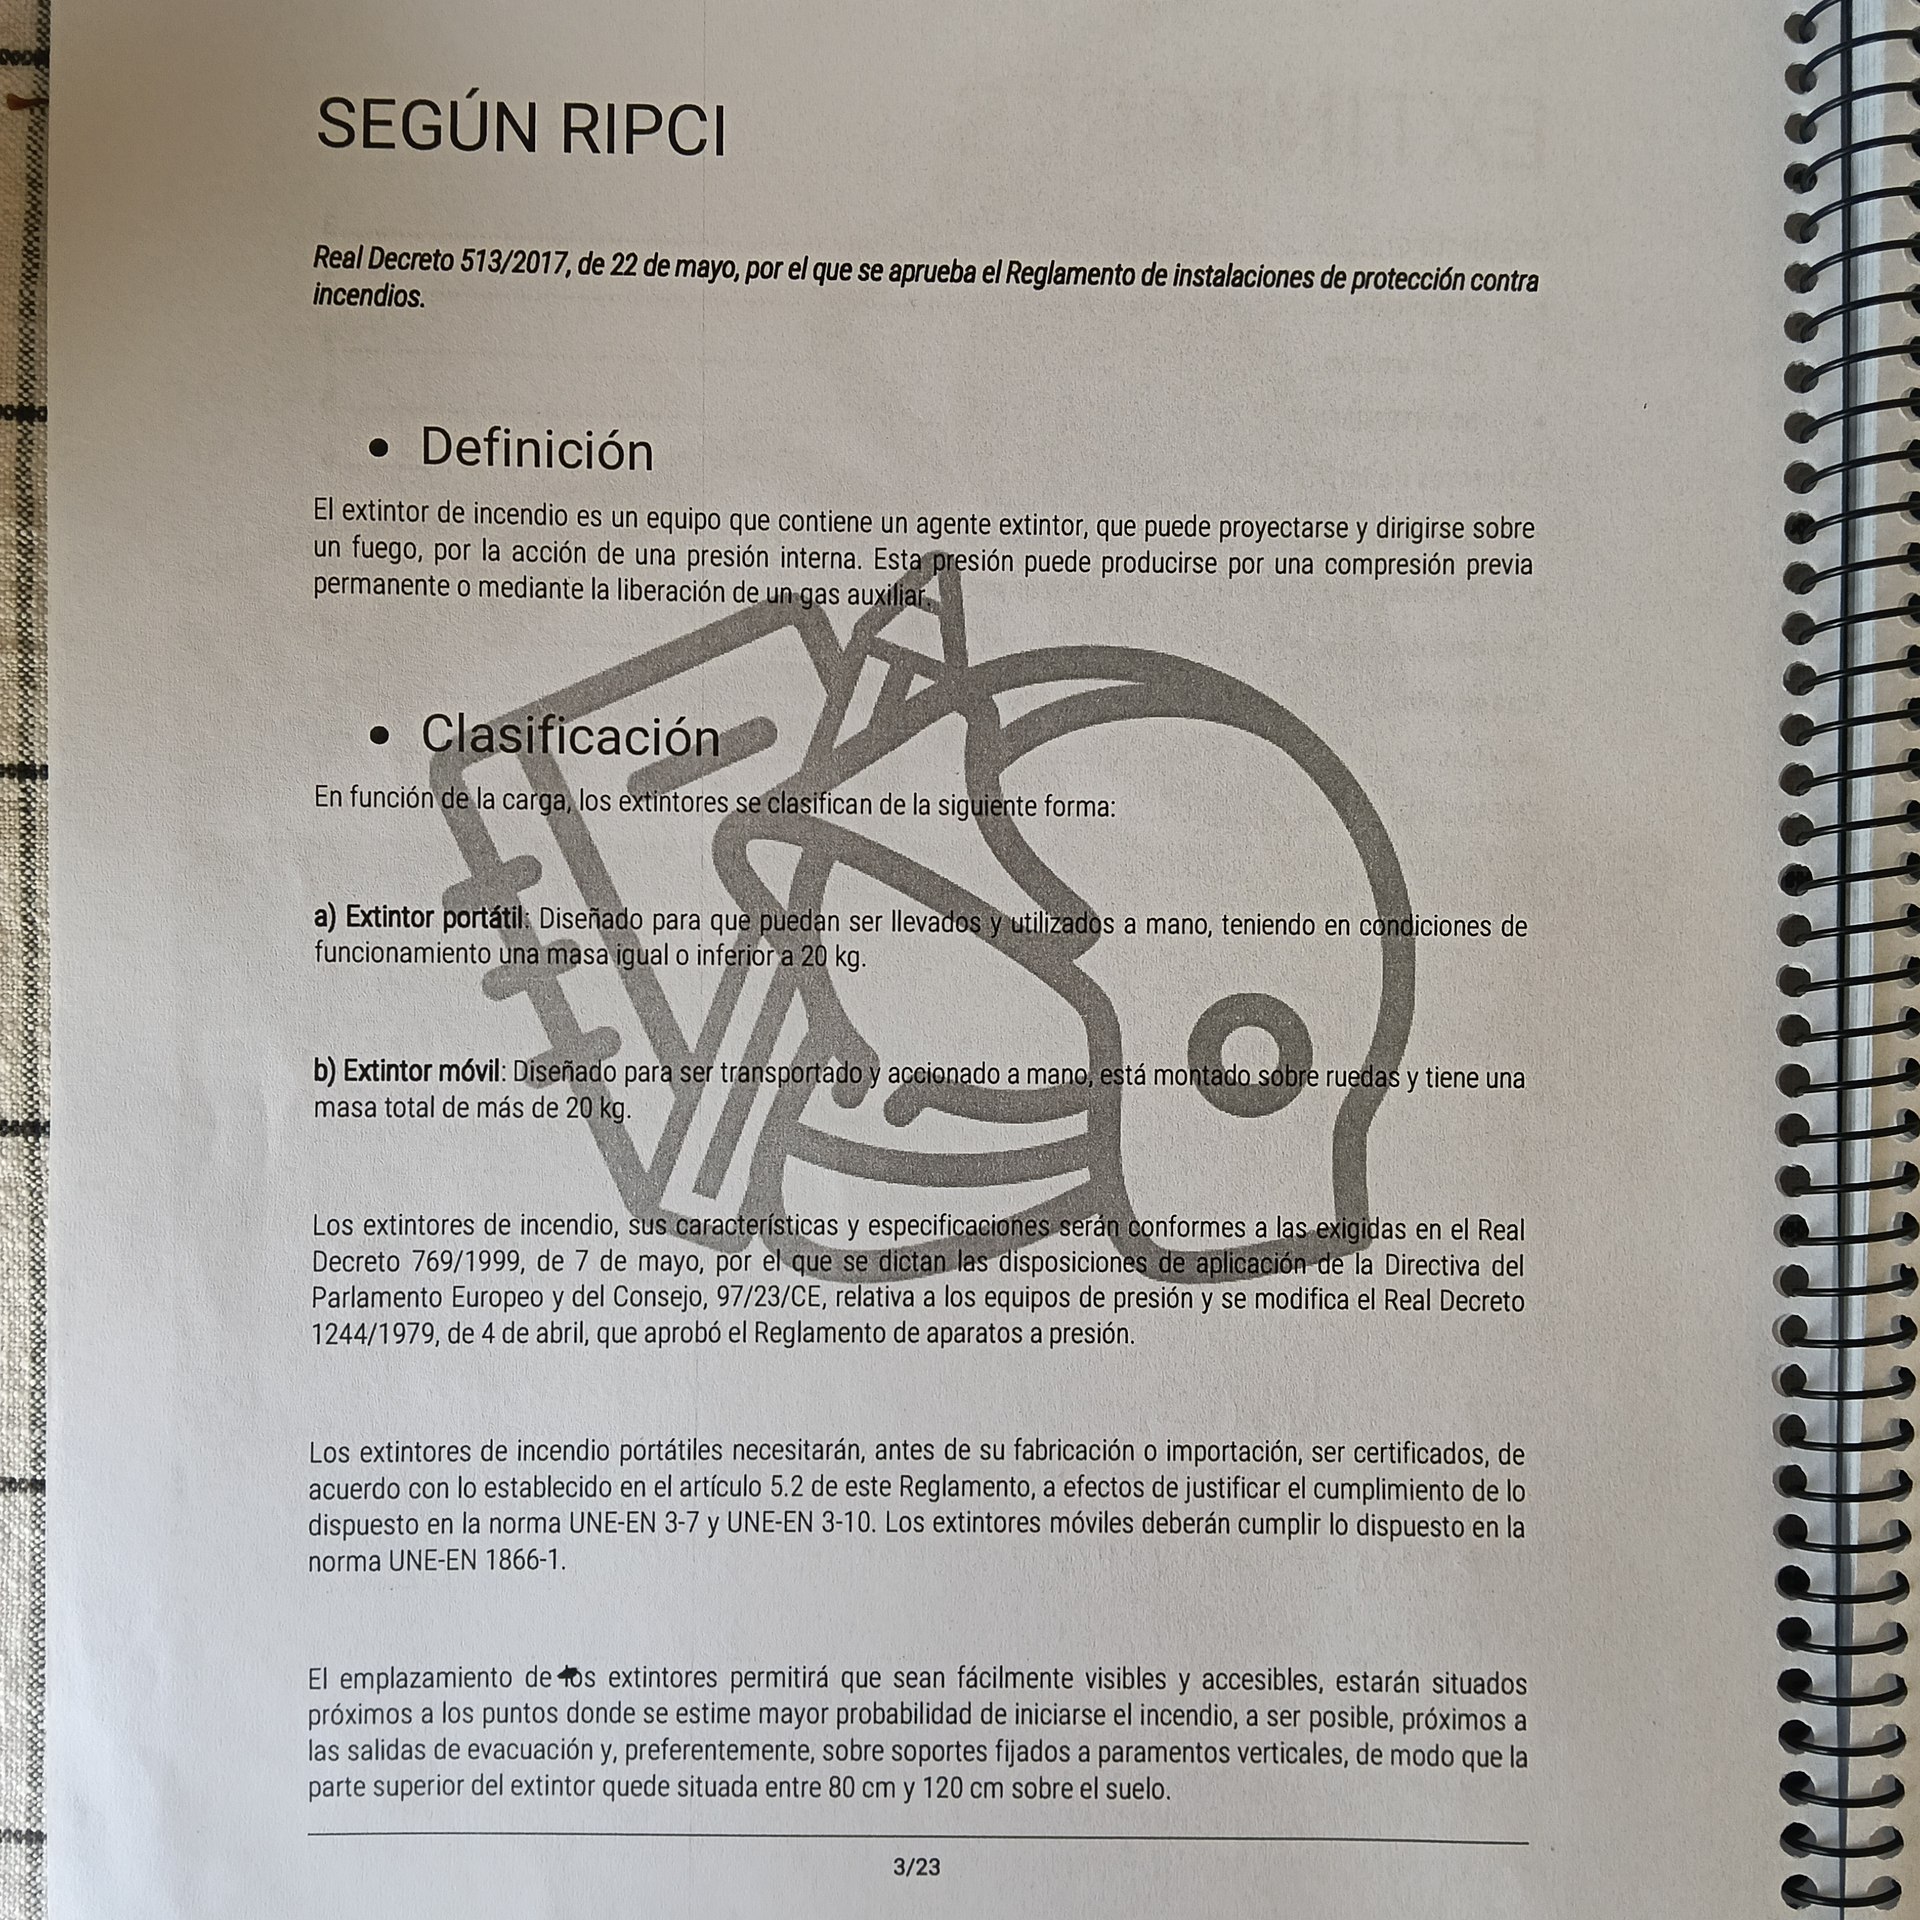 SEGÚN RIPCI
Real Decreto 513/2017, de 22 de mayo, por el que se aprueba el Reglamento de instalaciones de protección contra
incendios.
• Definición
El extintor de incendio es un equipo que contiene un agente extintor, que puede proyectarse y dirigirse sobre
un fuego, por la acción de una presión interna. Esta presión puede producirse por una compresión previa
permanente o mediante la liberación de un gas auxiliar.
• Clasificación
En función de la carga, los extintores se clasifican de la siguiente forma:
a) Extintor portátil: Diseñado para que puedan ser llevados y utilizados a mano, teniendo en condiciones de
funcionamiento una masa igual o inferior a 20 kg.
b) Extintor móvil: Diseñado para ser transportado y accionado a mano, está montado sobre ruedas y tiene una
masa total de más de 20 kg.
Los extintores de incendio, sus características y especificaciones serán conformes a las exigidas en el Real
Decreto 769/1999, de 7 de mayo, por el que se dictan las disposiciones de aplicación de la Directiva del
Parlamento Europeo y del Consejo, 97/23/CE, relativa a los equipos de presión y se modifica el Real Decreto
1244/1979, de 4 de abril, que aprobó el Reglamento de aparatos a presión.
Los extintores de incendio portátiles necesitarán, antes de su fabricación o importación, ser certificados, de
acuerdo con lo establecido en el artículo 5.2 de este Reglamento, a efectos de justificar el cumplimiento de lo
dispuesto en la norma UNE-EN 3-7 y UNE-EN 3-10. Los extintores móviles deberán cumplir lo dispuesto en la
norma UNE-EN 1866-1.
El emplazamiento de los extintores permitirá que sean fácilmente visibles y accesibles, estarán situados
próximos a los puntos donde se estime mayor probabilidad de iniciarse el incendio, a ser posible, próximos a
las salidas de evacuación y, preferentemente, sobre soportes fijados a paramentos verticales, de modo que la
parte superior del extintor quede situada entre 80 cm y 120 cm sobre el suelo.
3/23